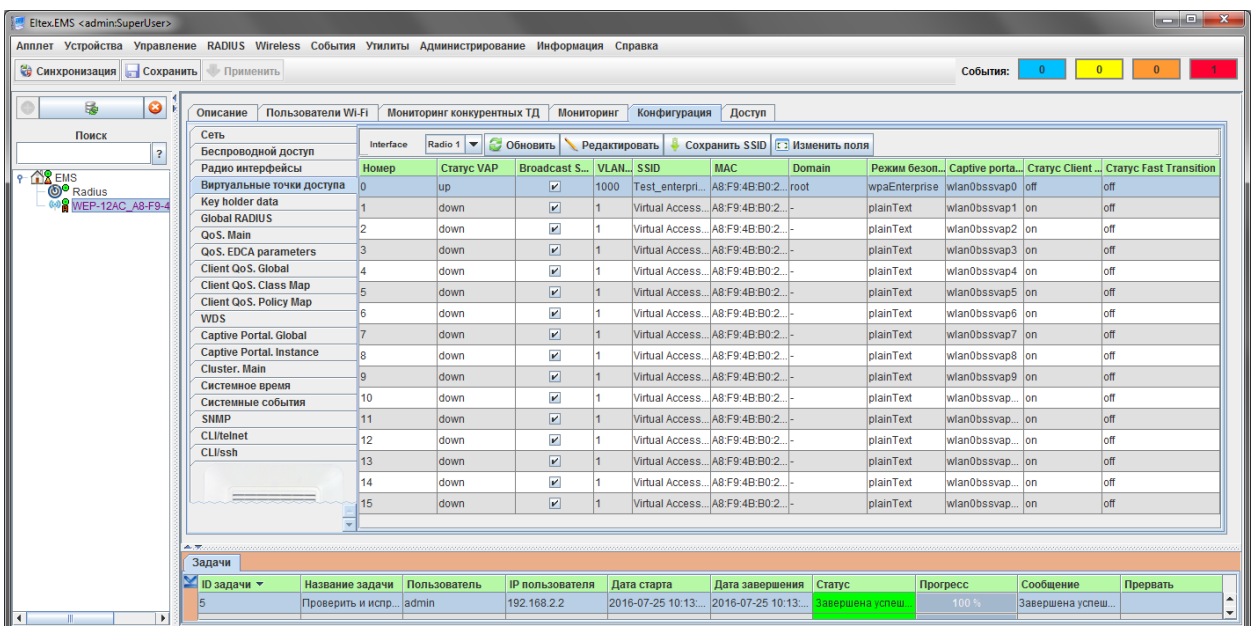 Eltex.EMS <admin:SuperUser>
Апплет Устройства Управление RADIUS Wireless События Утилиты Администрирование Информация Справка
Синхронизация Сохранить Применить События: 0 0 0 1
Поиск
?
EMS
Radius
WEP-12AC_A8-F9-4
Описание Пользователи Wi-Fi Мониторинг конкурентных ТД Мониторинг Конфигурация Доступ
Сеть
Беспроводной доступ
Радио интерфейсы
Виртуальные точки доступа
Key holder data
Global RADIUS
QoS. Main
QoS. EDCA parameters
Client QoS. Global
Client QoS. Class Map
Client QoS. Policy Map
WDS
Captive Portal. Global
Captive Portal. Instance
Cluster. Main
Системное время
Системные события
SNMP
CLI/telnet
CLI/ssh
Interface Radio 1 Обновить Редактировать Сохранить SSID Изменить поля
Номер Статус VAP Broadcast S... VLAN... SSID MAC Domain Режим безоп... Captive porta... Статус Client ... Статус Fast Transition
0 up 1000 Test_enterpri... A8:F9:4B:B0:2... root wpaEnterprise wlan0bssvap0 off off
1 down 1 Virtual Access... A8:F9:4B:B0:2... - plainText wlan0bssvap1 on off
2 down 1 Virtual Access... A8:F9:4B:B0:2... - plainText wlan0bssvap2 on off
3 down 1 Virtual Access... A8:F9:4B:B0:2... - plainText wlan0bssvap3 on off
4 down 1 Virtual Access... A8:F9:4B:B0:2... - plainText wlan0bssvap4 on off
5 down 1 Virtual Access... A8:F9:4B:B0:2... - plainText wlan0bssvap5 on off
6 down 1 Virtual Access... A8:F9:4B:B0:2... - plainText wlan0bssvap6 on off
7 down 1 Virtual Access... A8:F9:4B:B0:2... - plainText wlan0bssvap7 on off
8 down 1 Virtual Access... A8:F9:4B:B0:2... - plainText wlan0bssvap8 on off
9 down 1 Virtual Access... A8:F9:4B:B0:2... - plainText wlan0bssvap9 on off
10 down 1 Virtual Access... A8:F9:4B:B0:2... - plainText wlan0bssvap... on off
11 down 1 Virtual Access... A8:F9:4B:B0:2... - plainText wlan0bssvap... on off
12 down 1 Virtual Access... A8:F9:4B:B0:2... - plainText wlan0bssvap... on off
13 down 1 Virtual Access... A8:F9:4B:B0:2... - plainText wlan0bssvap... on off
14 down 1 Virtual Access... A8:F9:4B:B0:2... - plainText wlan0bssvap... on off
15 down 1 Virtual Access... A8:F9:4B:B0:2... - plainText wlan0bssvap... on off
Задачи
ID задачи Название задачи Пользователь IP пользователя Дата старта Дата завершения Статус Прогресс Сообщение Прервать
5 Проверить и испр... admin 192.168.2.2 2016-07-25 10:13:... 2016-07-25 10:13:... Завершена успеш... 100 % Завершена успеш...